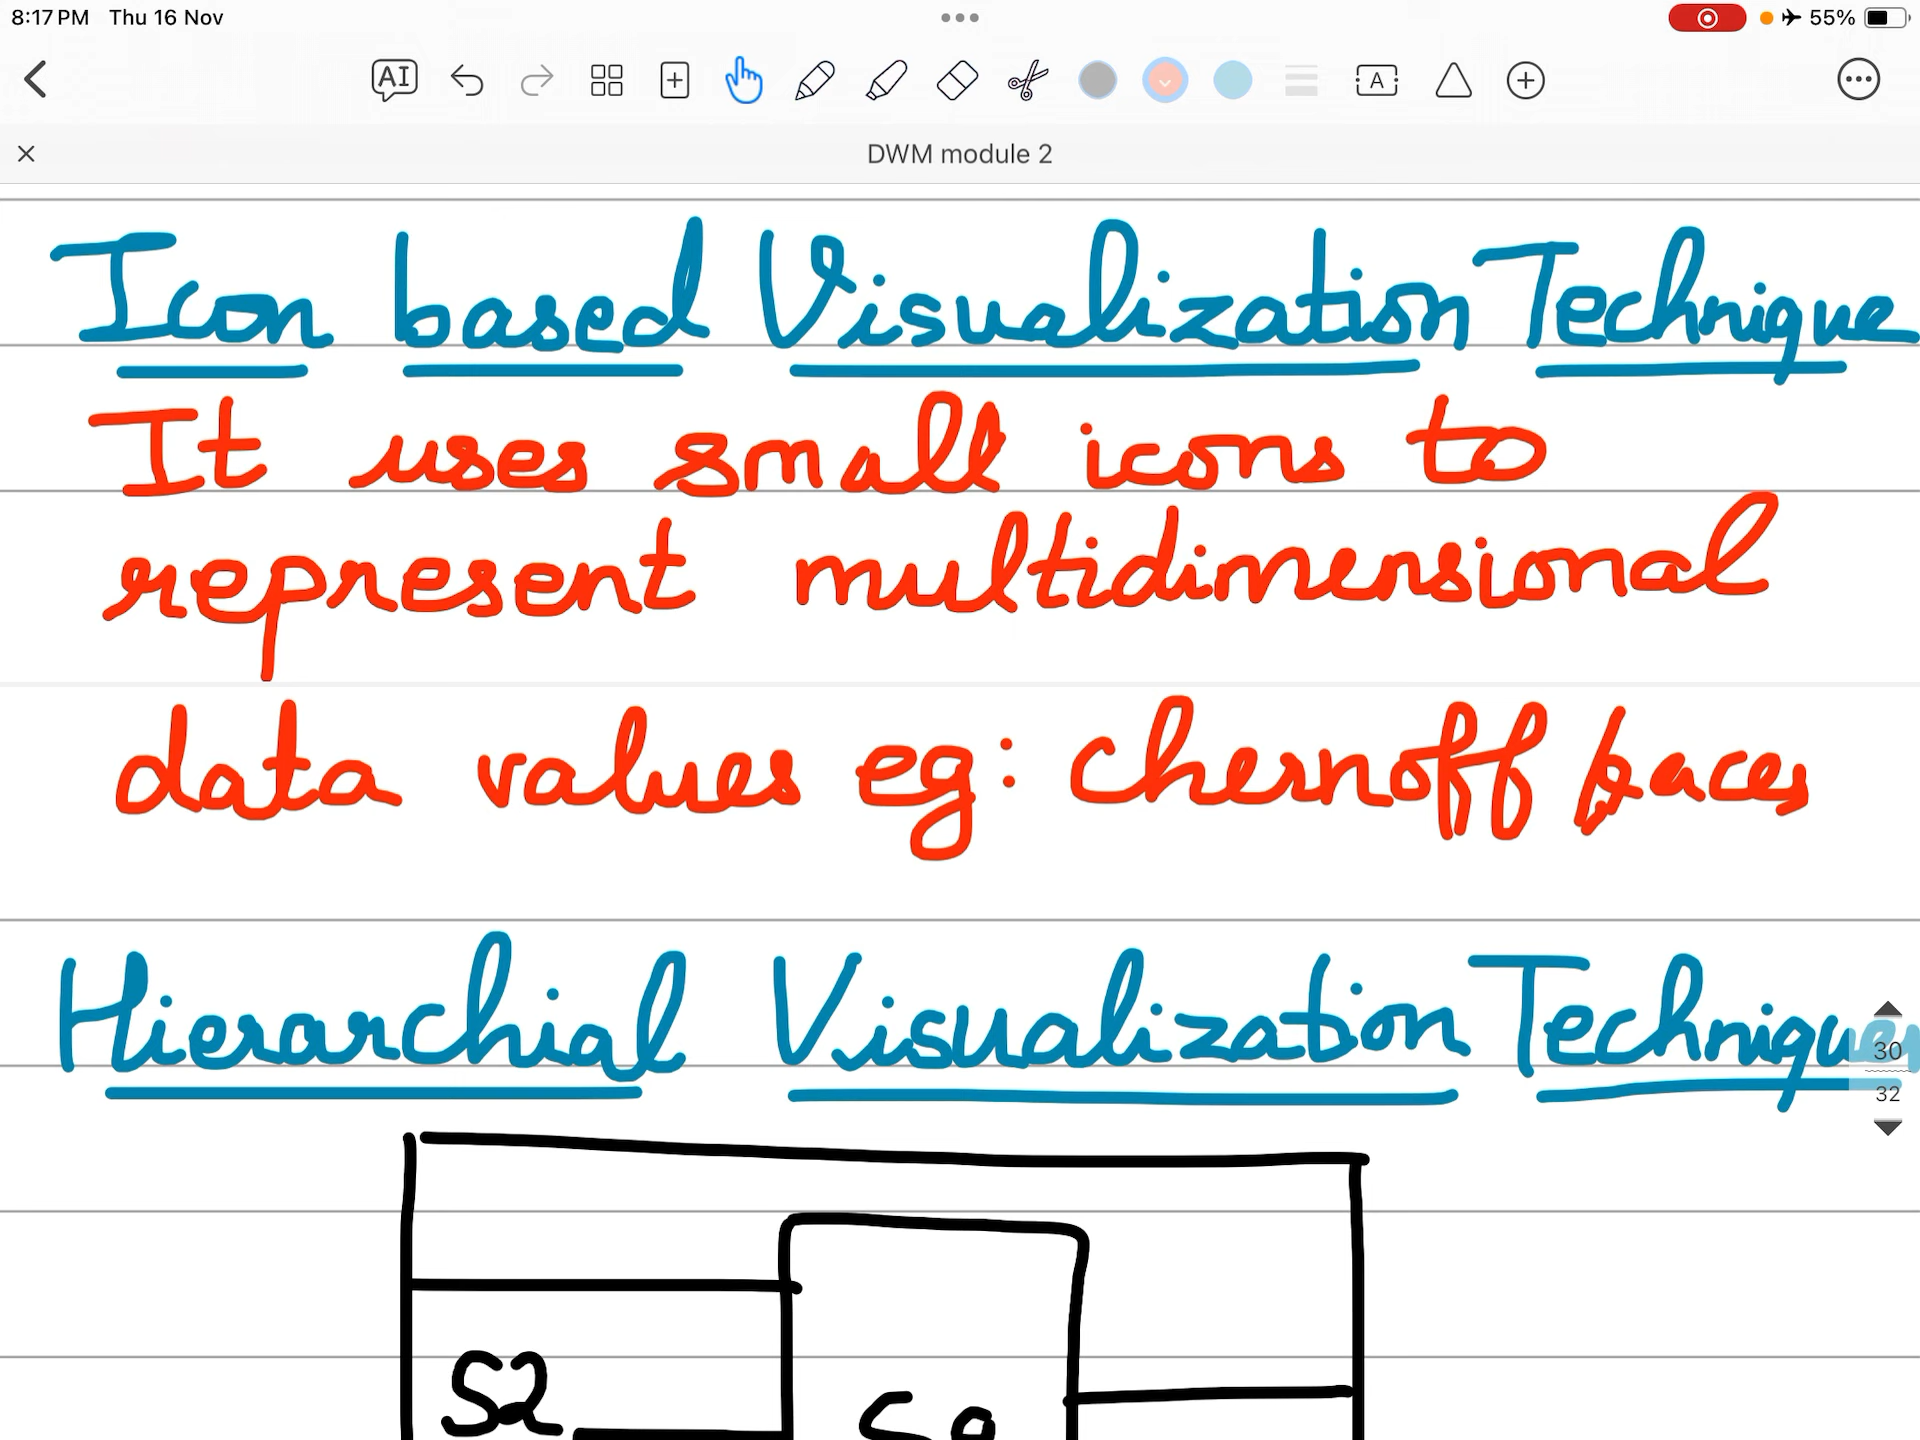 8:17 PM Thu 16 Nov
55%
AI
A
DWM module 2
Icon based Visualization Technique
It uses small icons to
represent multidimensional
data values eg: chernoff faces
Hierarchial Visualization Techniques
30
32
S2